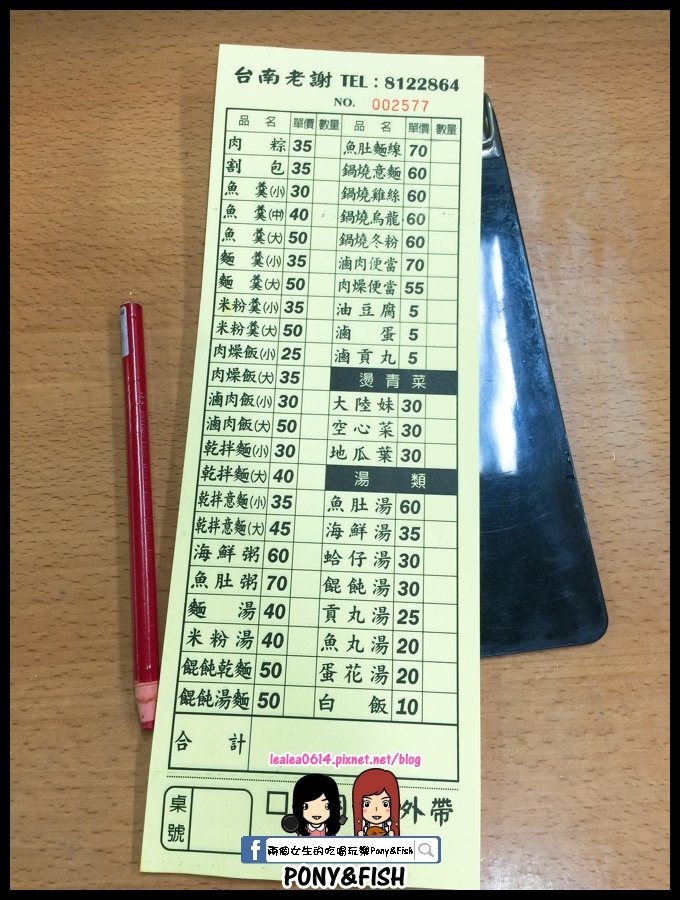 台南老謝 TEL：8122864
NO. 002577
品名 單價 數量 品名 單價 數量
肉粽 35
割包 35
魚羹(小) 30
魚羹(中) 40
魚羹(大) 50
麵羹(小) 35
麵羹(大) 50
米粉羹(小) 35
米粉羹(大) 50
肉燥飯(小) 25
肉燥飯(大) 35
滷肉飯(小) 30
滷肉飯(大) 50
乾拌麵(小) 30
乾拌麵(大) 40
乾拌意麵(小) 35
乾拌意麵(大) 45
海鮮粥 60
魚肚粥 70
麵湯 40
米粉湯 40
餛飩乾麵 50
餛飩湯麵 50
魚肚麵線 70
鍋燒意麵 60
鍋燒雞絲 60
鍋燒烏龍 60
鍋燒冬粉 60
滷肉便當 70
肉燥便當 55
油豆腐 5
滷蛋 5
滷貢丸 5
燙青菜
大陸妹 30
空心菜 30
地瓜葉 30
湯類
魚肚湯 60
海鮮湯 35
蛤仔湯 30
餛飩湯 30
貢丸湯 25
魚丸湯 20
蛋花湯 20
白飯 10
合計
lealea0614.pixnet.net/blog
桌號
外帶
兩個女生的吃喝玩樂Pony&Fish
PONY&FISH